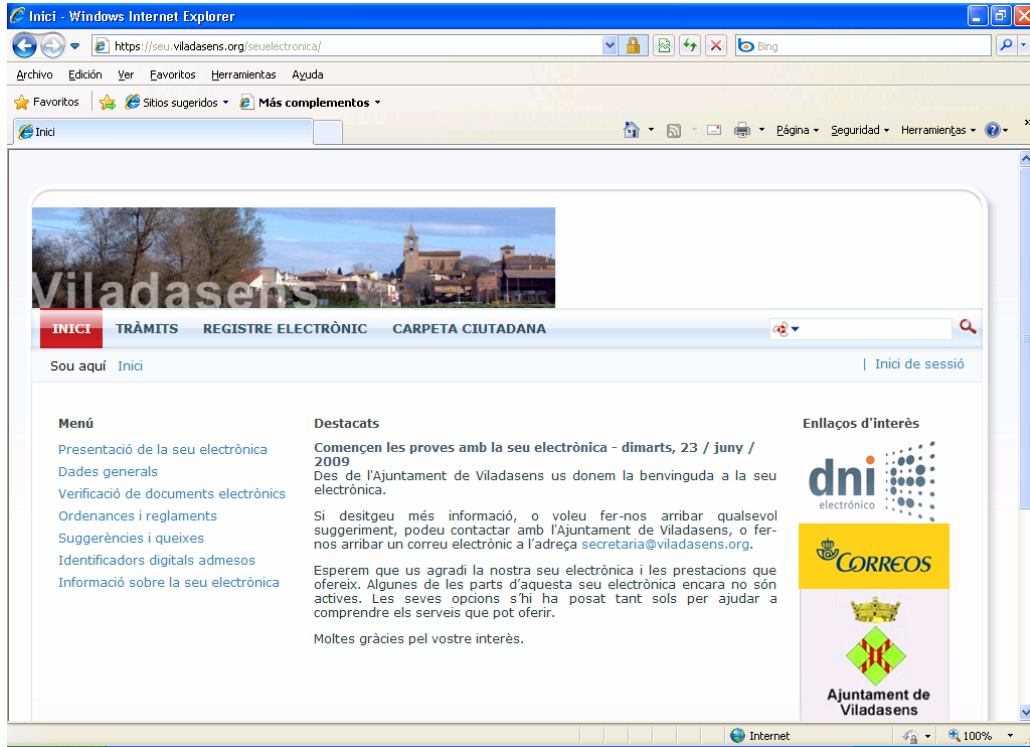 Inici - Windows Internet Explorer
https://seu.viladasens.org/seuelectronica/
Bing
Archivo Edición Ver Favoritos Herramientas Ayuda
Favoritos Sitios sugeridos Más complementos
Inici
Página Seguridad Herramientas
»
Viladasens
INICI TRÀMITS REGISTRE ELECTRÒNIC CARPETA CIUTADANA
Sou aquí Inici
| Inici de sessió
Menú
Presentació de la seu electrònica
Dades generals
Verificació de documents electrònics
Ordenances i reglaments
Suggerències i queixes
Identificadors digitals admesos
Informació sobre la seu electrònica
Destacats
Començen les proves amb la seu electrònica - dimarts, 23 / juny /
2009
Des de l'Ajuntament de Viladasens us donem la benvinguda a la seu
electrònica.
Si desitgeu més informació, o voleu fer-nos arribar qualsevol
suggeriment, podeu contactar amb l'Ajuntament de Viladasens, o fer-
nos arribar un correu electrònic a l'adreça secretaria@viladasens.org.
Esperem que us agradi la nostra seu electrònica i les prestacions que
ofereix. Algunes de les parts d'aquesta seu electrònica encara no són
actives. Les seves opcions s'hi ha posat tant sols per ajudar a
comprendre els serveis que pot oferir.
Moltes gràcies pel vostre interès.
Enllaços d'interès
dni
electrónico
CORREOS
Ajuntament de
Viladasens
Internet
100%